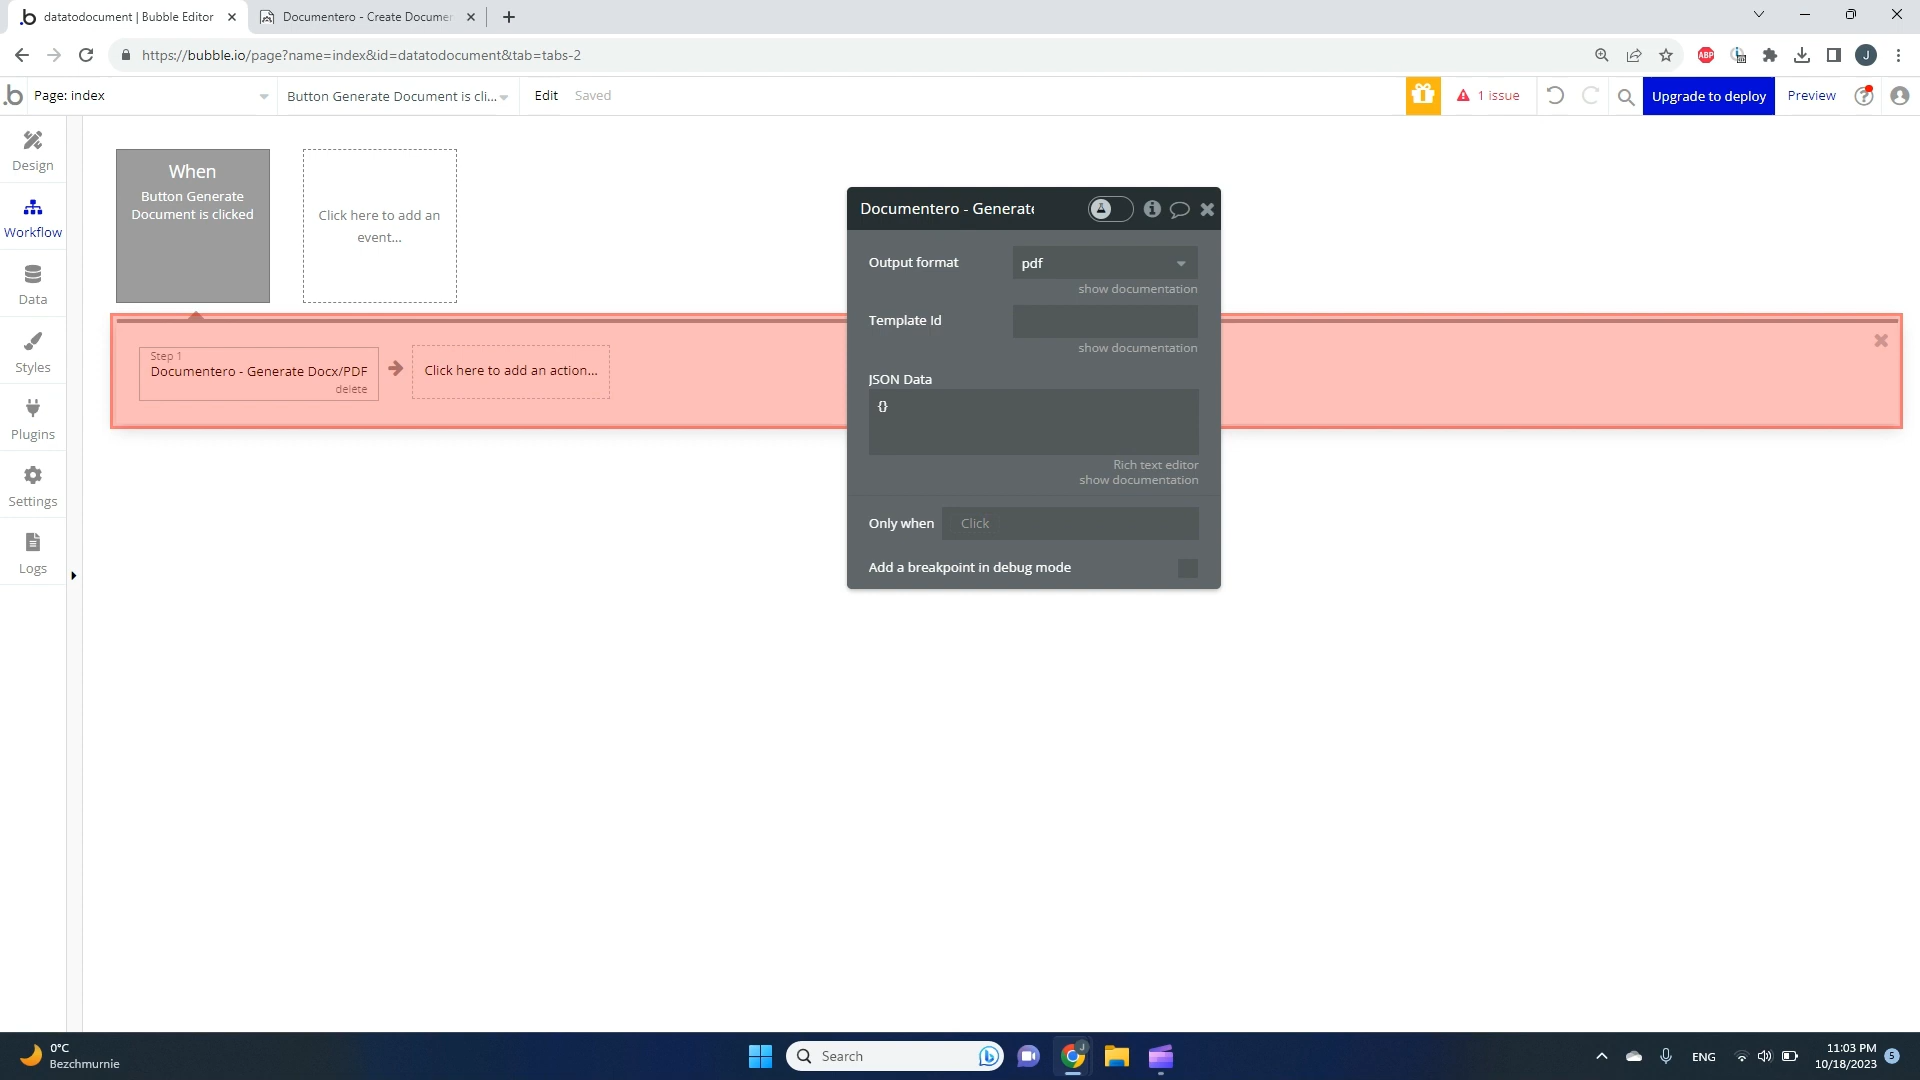 datatodocument | Bubble Editor
Documentero - Create Documen
https://bubble.io/page?name=index&id=datatodocument&tab=tabs-2
ABP
J
.b
Page: index
Button Generate Document is cli...
Edit
Saved
1 issue
Upgrade to deploy
Preview
Design
Workflow
Data
Styles
Plugins
Settings
Logs
When
Button Generate
Document is clicked
Click here to add an
event...
Step 1
Documentero - Generate Docx/PDF
delete
Click here to add an action...
Documentero - Generate
Output format
pdf
show documentation
Template Id
show documentation
JSON Data
{}
Rich text editor
show documentation
Only when
Click
Add a breakpoint in debug mode
0°C
Bezchmurnie
Search
J
ENG
11:03 PM
10/18/2023
5